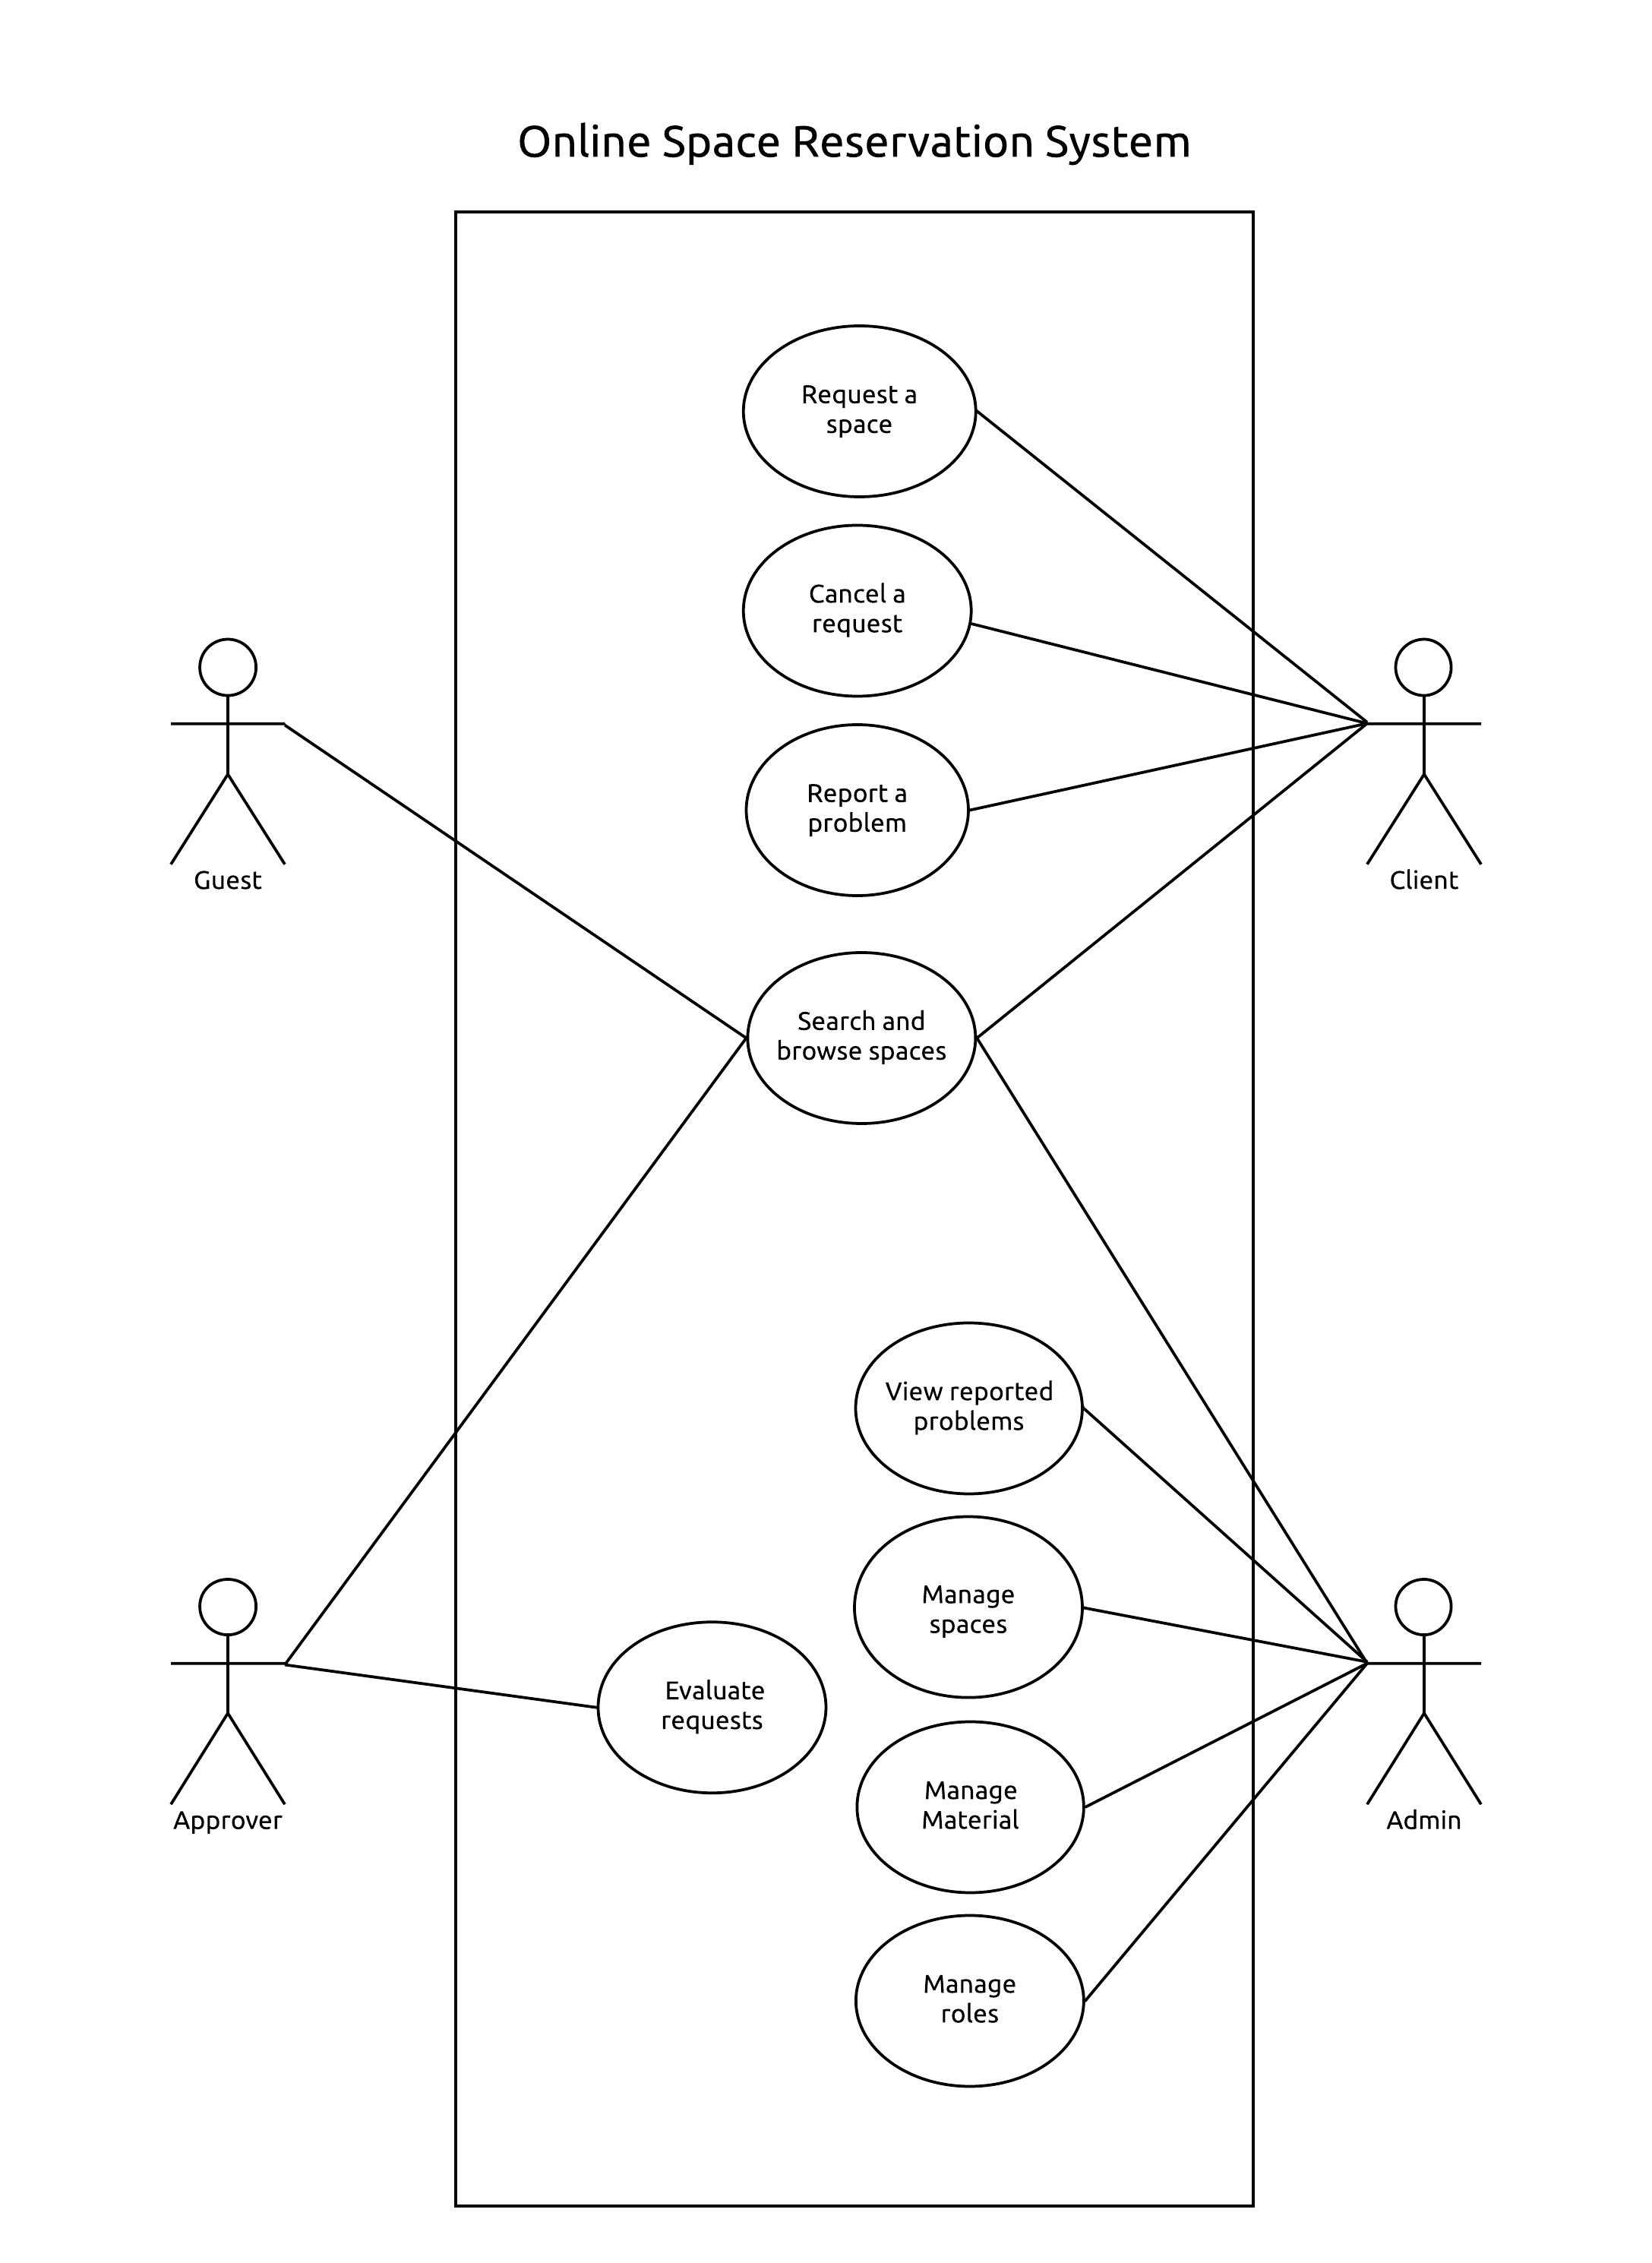 Online Space Reservation System
Request a
space
Cancel a
request
Report a
problem
Guest
Client
Search and
browse spaces
View reported
problems
Manage
spaces
Evaluate
requests
Manage
Material
Approver
Admin
Manage
roles